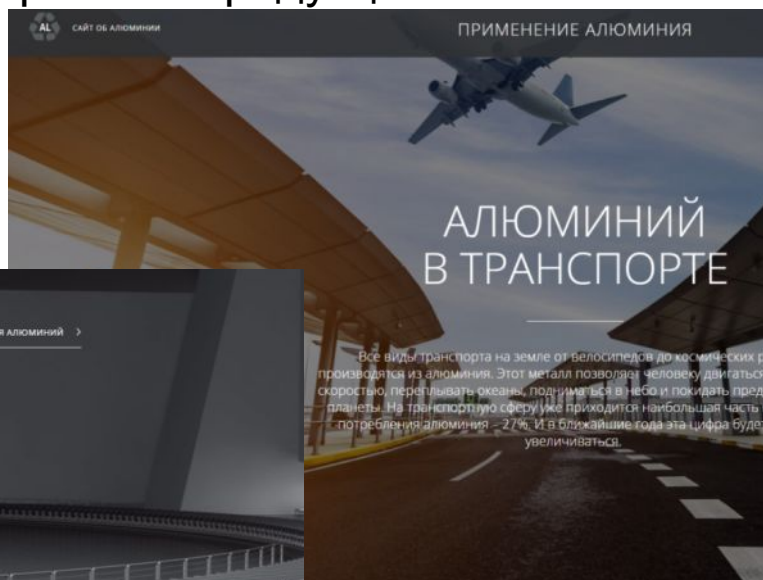 AL
САЙТ ОБ АЛЮМИНИИ
ПРИМЕНЕНИЕ АЛЮМИНИЯ
АЛЮМИНИЙ
В ТРАНСПОРТЕ
Все виды транспорта на земле от велосипедов до космических
производятся из алюминия. Этот металл позволяет человеку двигаться
скоростью, переплывать океаны, подниматься в небо и покидать
планеты. На транспортную сферу уже приходится наибольшая часть
потребления алюминия – 27%. И в ближайшие года эта цифра будет
увеличиваться.
АЛЮМИНИЙ >